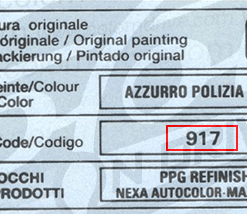 ura originale
originale / Original painting
ackierung / Pintado original
einte/Colour
AZZURRO POLIZIA
Color
Code/Codigo
917
OCCHI
PPG REFINISH
RODOTTI
NEXA AUTOCOLOR-MA